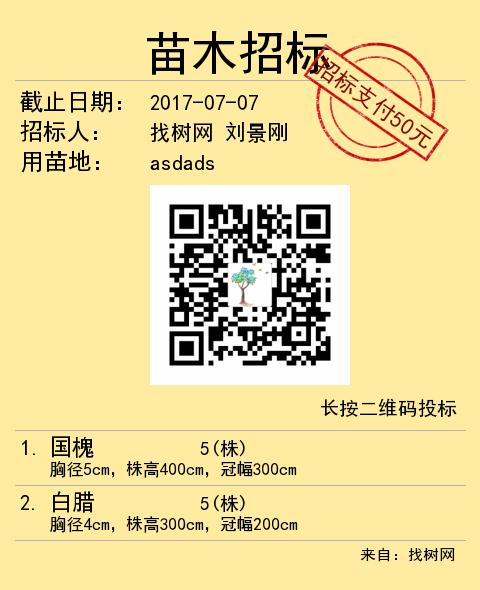 苗木招标
招标支付50元
截止日期: 2017-07-07
招标人: 找树网 刘景刚
用苗地: asdads
长按二维码投标
1. 国槐 5(株)
胸径5cm, 株高400cm, 冠幅300cm
2. 白腊 5(株)
胸径4cm, 株高300cm, 冠幅200cm
来自: 找树网